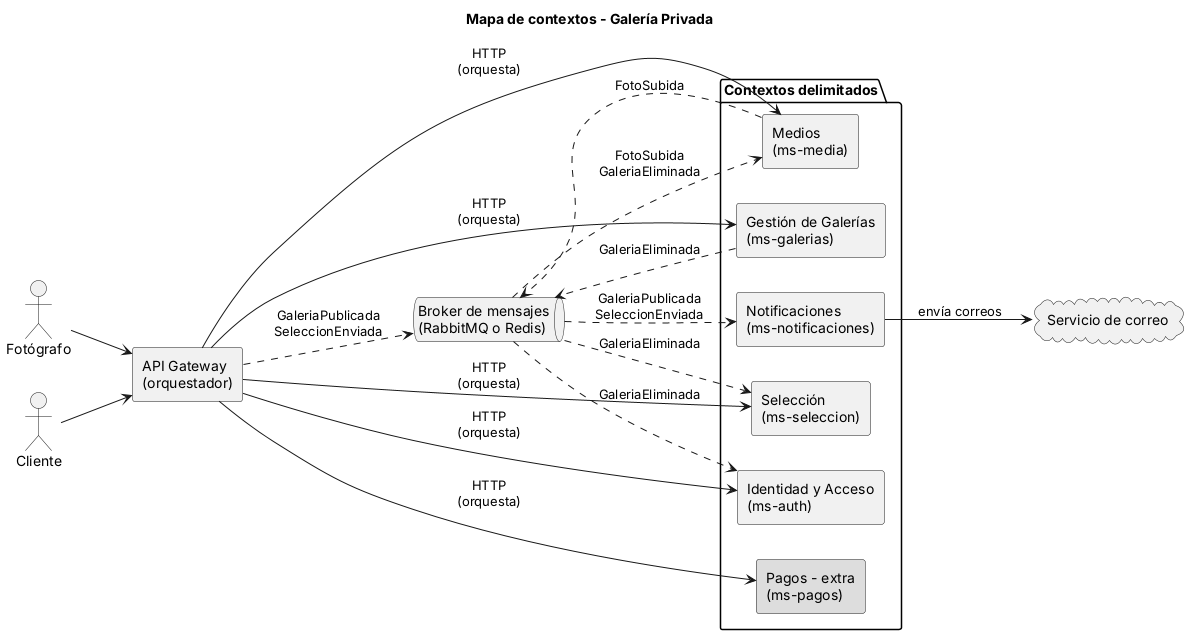 Mapa de contextos - Galería Privada
HTTP
(orquesta)
Contextos delimitados
FotoSubida
Medios
(ms-media)
FotoSubida
GaleriaEliminada
HTTP
(orquesta)
Gestión de Galerías
(ms-galerias)
GaleriaEliminada
GaleriaPublicada
SeleccionEnviada
Broker de mensajes
(RabbitMQ o Redis)
GaleriaPublicada
SeleccionEnviada
Notificaciones
(ms-notificaciones)
envía correos
Servicio de correo
Fotógrafo
API Gateway
(orquestador)
GaleriaEliminada
HTTP
(orquesta)
GaleriaEliminada
Selección
(ms-seleccion)
HTTP
(orquesta)
Cliente
Identidad y Acceso
(ms-auth)
HTTP
(orquesta)
Pagos - extra
(ms-pagos)